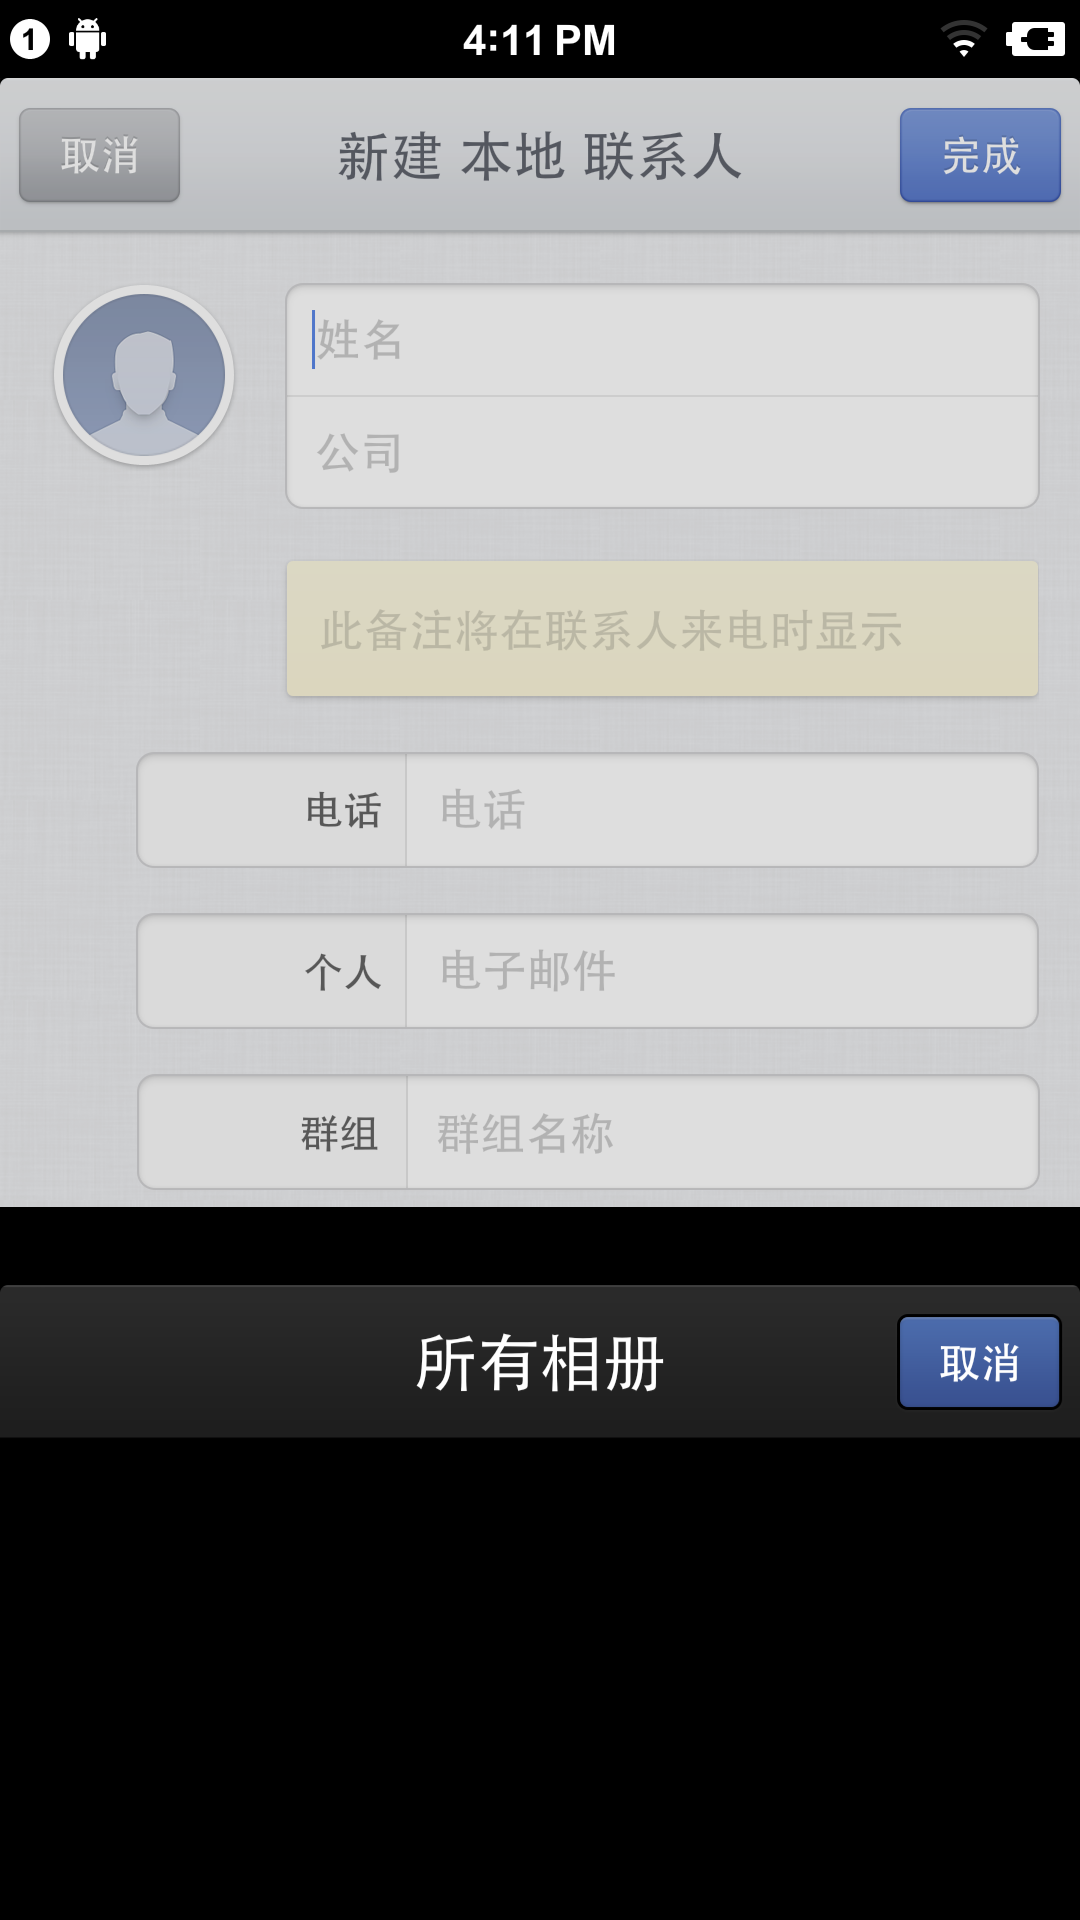 1
4:11 PM
取消
新建 本地 联系人
完成
姓名
公司
此备注将在联系人来电时显示
电话 电话
个人 电子邮件
群组 群组名称
所有相册
取消